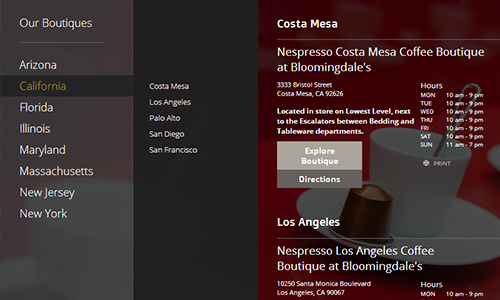 Our Boutiques
Arizona
California
Florida
Illinois
Maryland
Massachusetts
New Jersey
New York
Costa Mesa
Los Angeles
Palo Alto
San Diego
San Francisco
Costa Mesa
Nespresso Costa Mesa Coffee Boutique
at Bloomingdale's
3333 Bristol Street
Costa Mesa, CA 92626
Located in store on Lowest Level, next
to the Escalators between Bedding and
Tableware departments.
Explore
Boutique
Directions
Hours
MON 10 am - 9 pm
TUE 10 am - 9 pm
WED 10 am - 9 pm
THU 10 am - 9 pm
FRI 10 am - 9 pm
SAT 10 am - 9 pm
SUN 11 am - 7 pm
PRINT
Los Angeles
Nespresso Los Angeles Coffee
Boutique at Bloomingdale's
10250 Santa Monica Boulevard
Los Angeles, CA 90067
Hours
MON 10 am - 9 pm